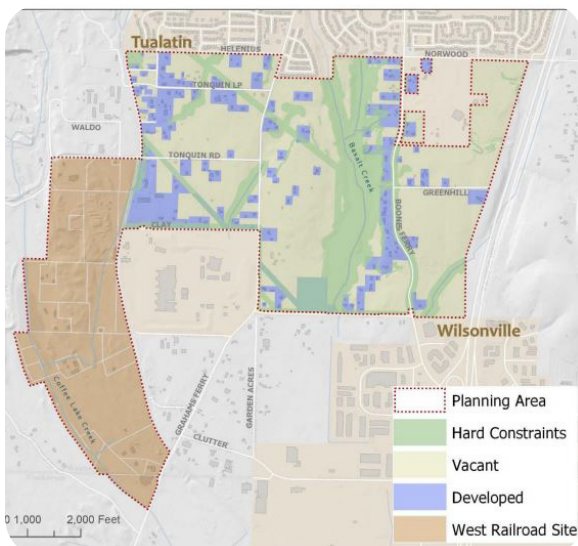 Tualatin
HELENIUS
NORWOOD
TONQUIN LP
WALDO
TONQUIN RD
Basalt Creek
GREENHILL
BOONES FERRY
CLAY
Wilsonville
GRAHAMS FERRY
GARDEN ACRES
Coffee Lake Creek
CLUTTER
Planning Area
Hard Constraints
Vacant
Developed
West Railroad Site
0 1,000 2,000 Feet